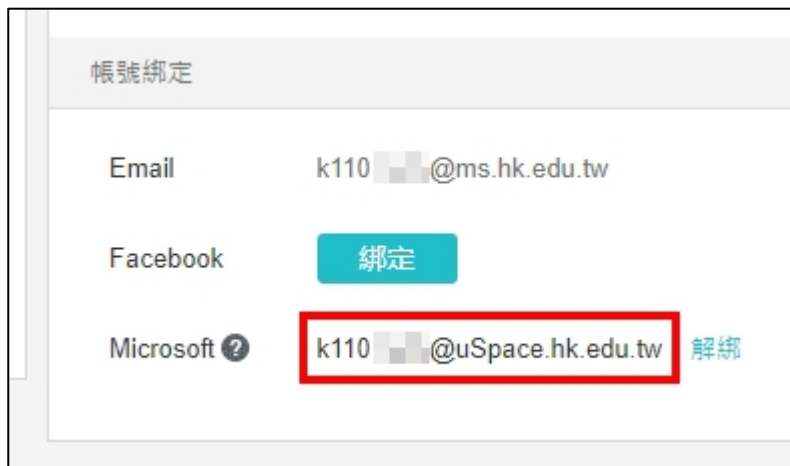 帳號綁定
Email k110 @ms.hk.edu.tw
Facebook 綁定
Microsoft ? k110 @uSpace.hk.edu.tw 解綁